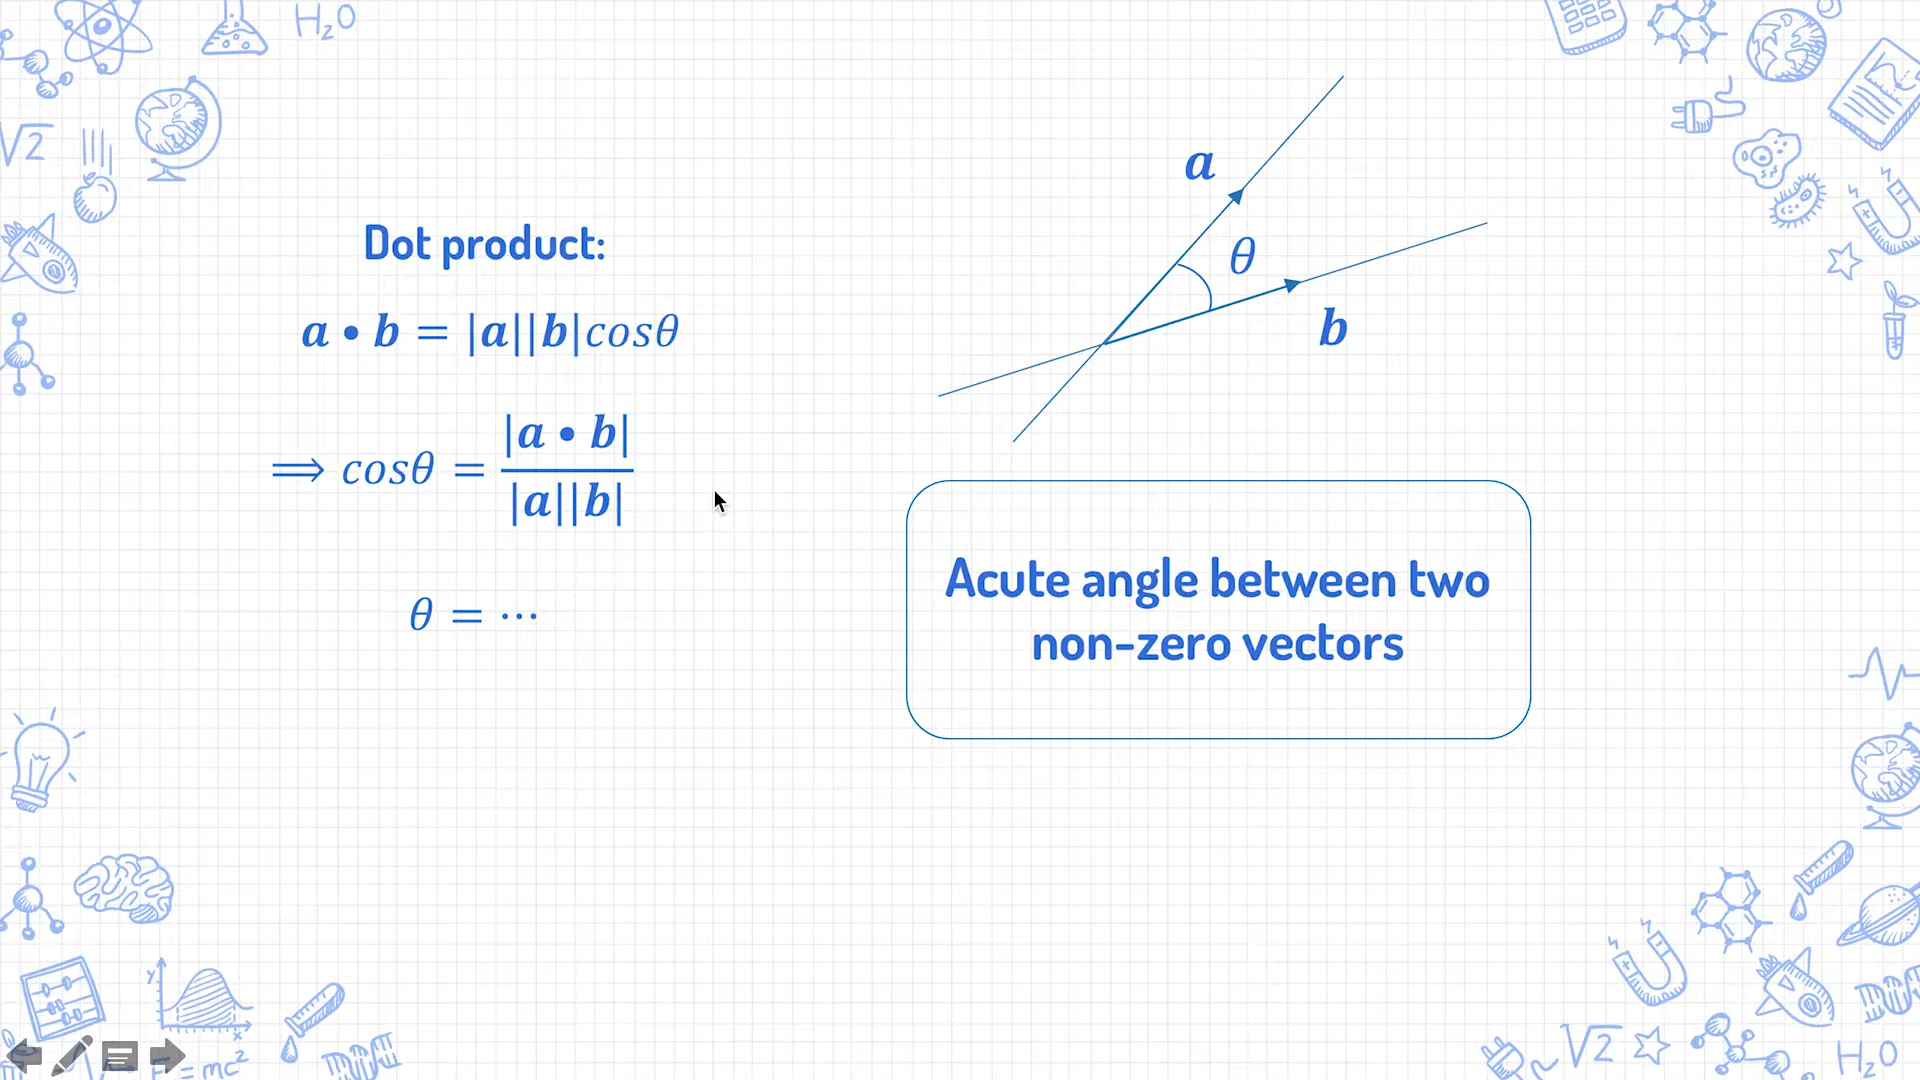 H₂O
√2
Dot product:
a • b = |a||b|cosθ
⟹ cosθ = |a • b| / |a||b|
θ = ⋯
a
θ
b
Acute angle between two
non-zero vectors
y
x
E=mc²
√2
H₂O